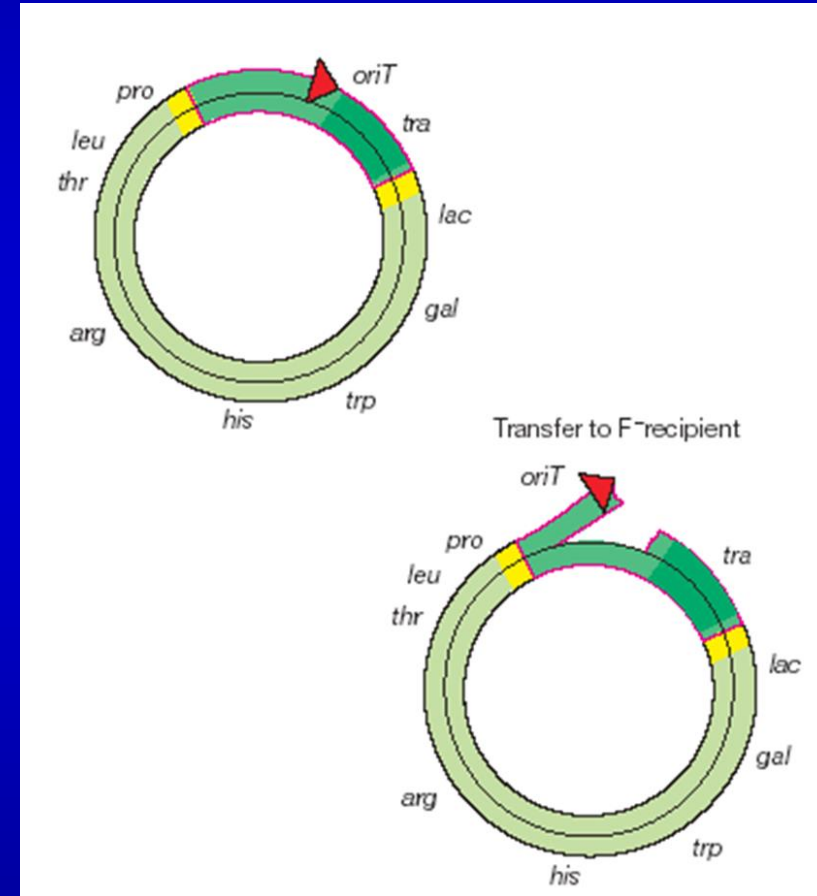 oriT
pro
tra
leu
thr
lac
gal
arg
trp
his
Transfer to F⁻recipient
oriT
pro
tra
leu
thr
lac
gal
arg
trp
his